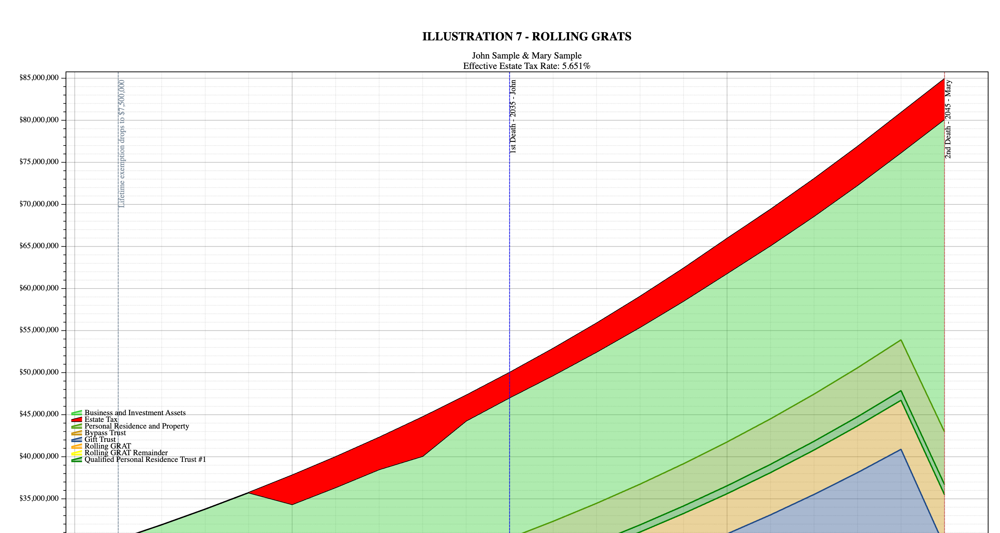 ILLUSTRATION 7 - ROLLING GRATS
John Sample & Mary Sample
Effective Estate Tax Rate: 5.651%
$85,000,000
$80,000,000
$75,000,000
$70,000,000
$65,000,000
$60,000,000
$55,000,000
$50,000,000
$45,000,000
$40,000,000
$35,000,000
Lifetime exemption drops to $7,500,000
1st Death - 2035 - John
2nd Death - 2045 - Mary
Business and Investment Assets
Estate Tax
Personal Residence and Property
Bypass Trust
Gift Trust
Rolling GRAT
Rolling GRAT Remainder
Qualified Personal Residence Trust #1